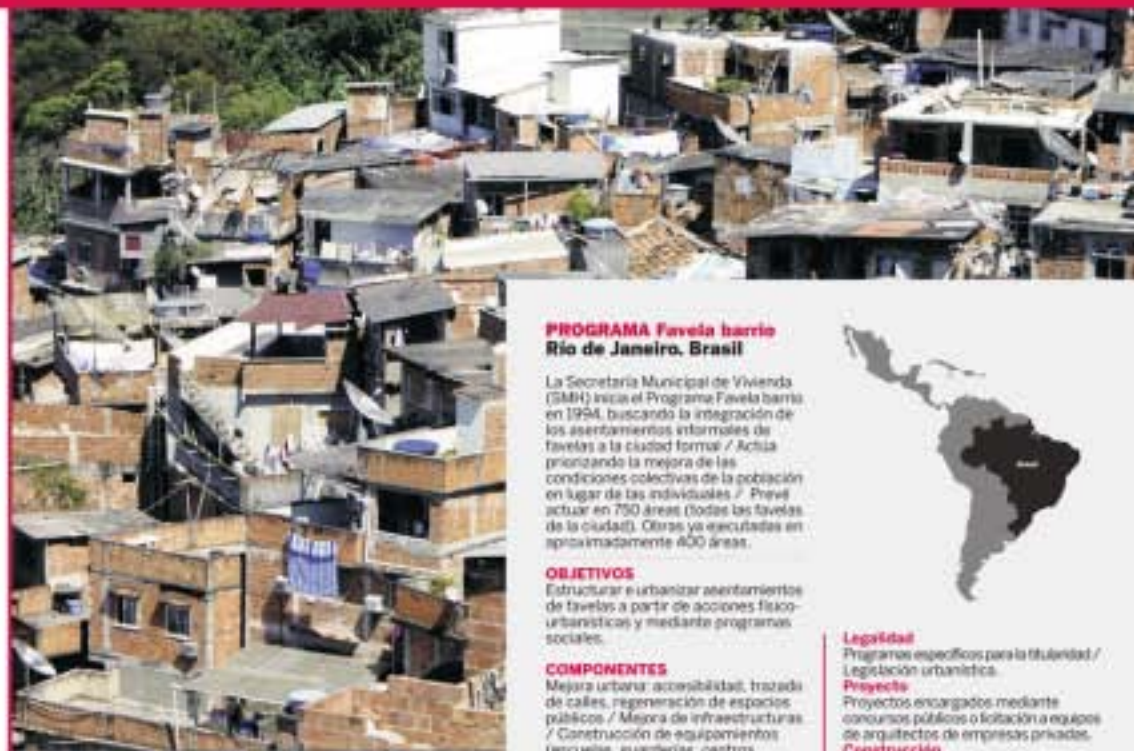 PROGRAMA Favela barrio
Río de Janeiro. Brasil
La Secretaría Municipal de Vivienda
(SMH) inicia el Programa Favela barrio
en 1994, buscando la integración de
los asentamientos informales de
favelas a la ciudad formal / Actúa
priorizando la mejora de las
condiciones colectivas de la población
en lugar de las individuales / Prevé
actuar en 750 áreas (todas las favelas
de la ciudad). Obras ya ejecutadas en
aproximadamente 400 áreas.
OBJETIVOS
Estructurar e urbanizar asentamientos
de favelas a partir de acciones físico-
urbanísticas y mediante programas
sociales.
COMPONENTES
Mejora urbana: accesibilidad, trazado
de calles, regeneración de espacios
públicos / Mejora de infraestructuras
/ Construcción de equipamientos
(escuelas, guarderías, centros
Brasil
Legalidad
Programas específicos para la titularidad /
Legislación urbanística.
Proyecto
Proyectos encargados mediante
concursos públicos o licitación a equipos
de arquitectos de empresas privadas.
Construcción